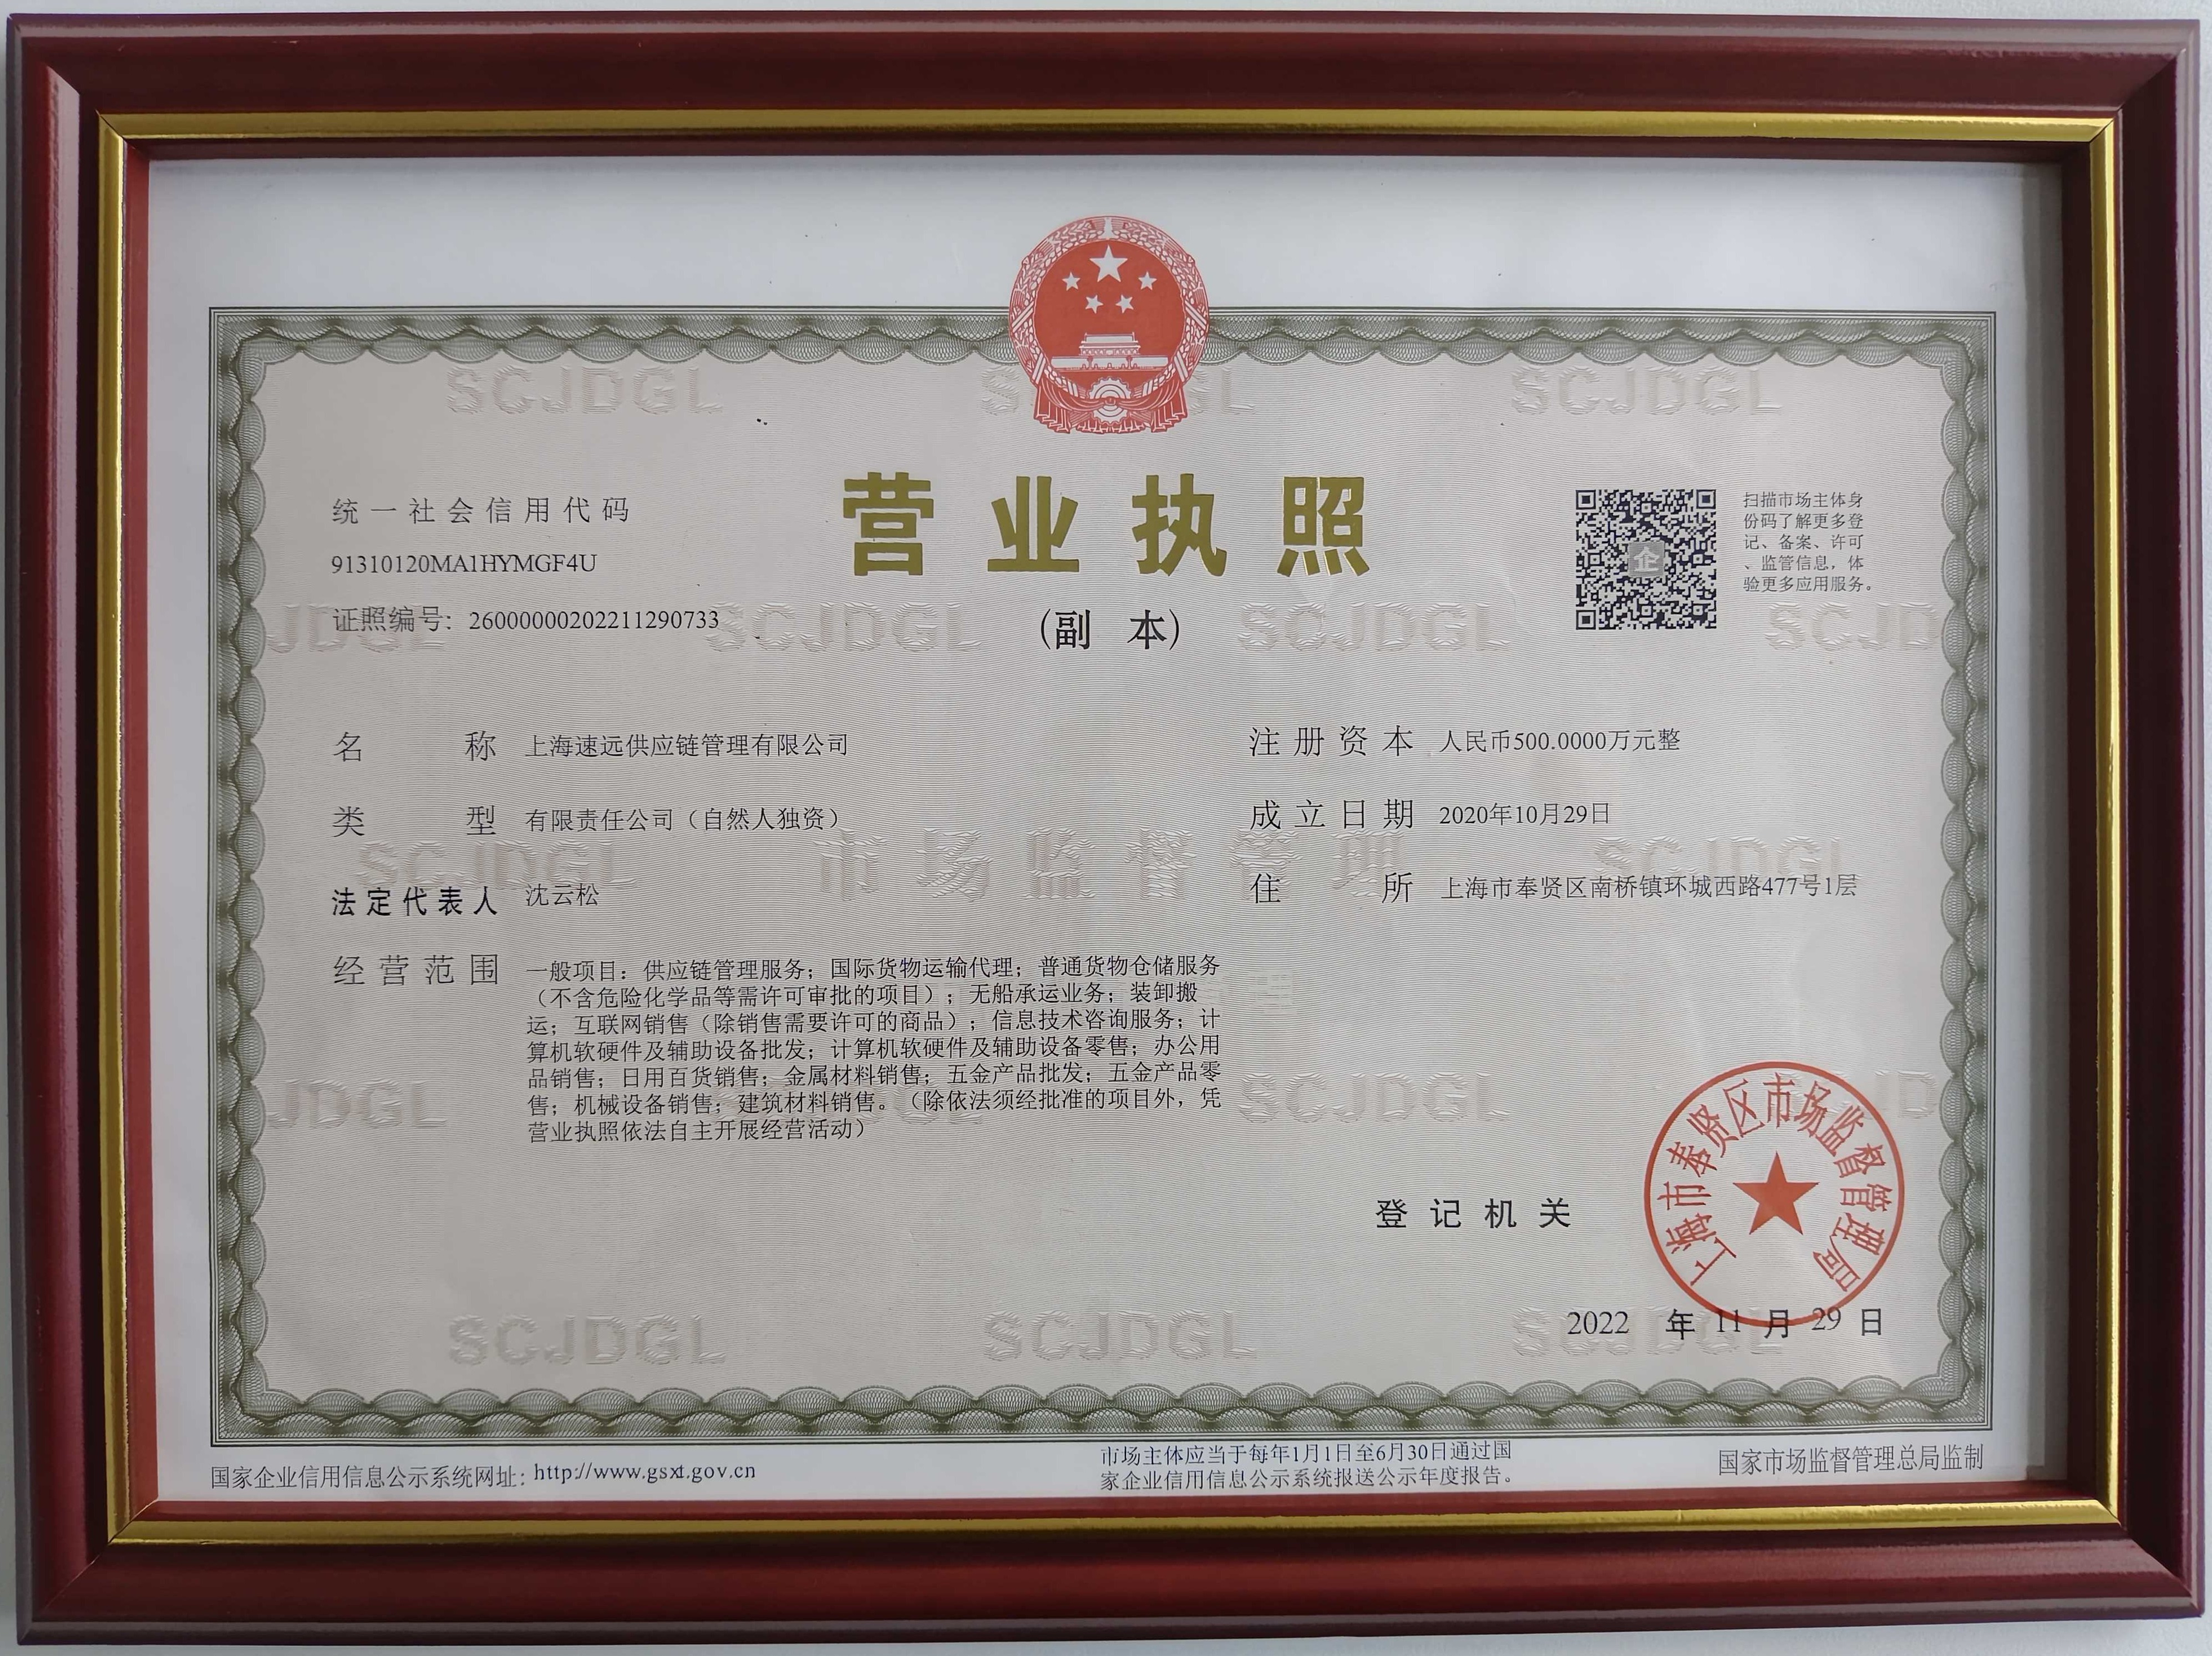 营业执照
(副 本)
统一社会信用代码
91310120MA1HYMGF4U
证照编号：26000000202211290733
扫描市场主体身
份码了解更多登
记、备案、许可
、监管信息，体
验更多应用服务。
名 称 上海速远供应链管理有限公司
类 型 有限责任公司（自然人独资）
法定代表人 沈云松
经营范围 一般项目：供应链管理服务；国际货物运输代理；普通货物仓储服务
（不含危险化学品等需许可审批的项目）；无船承运业务；装卸搬
运；互联网销售（除销售需要许可的商品）；信息技术咨询服务；计
算机软硬件及辅助设备批发；计算机软硬件及辅助设备零售；办公用
品销售；日用百货销售；金属材料销售；五金产品批发；五金产品零
售；机械设备销售；建筑材料销售。（除依法须经批准的项目外，凭
营业执照依法自主开展经营活动）
注册资本 人民币500.0000万元整
成立日期 2020年10月29日
住 所 上海市奉贤区南桥镇环城西路477号1层
登记机关
上海市奉贤区市场监督管理局
2022 年 11 月 29 日
国家企业信用信息公示系统网址：http://www.gsxt.gov.cn
市场主体应当于每年1月1日至6月30日通过国
家企业信用信息公示系统报送公示年度报告。
国家市场监督管理总局监制
SCJDGL
市场监督管理
企